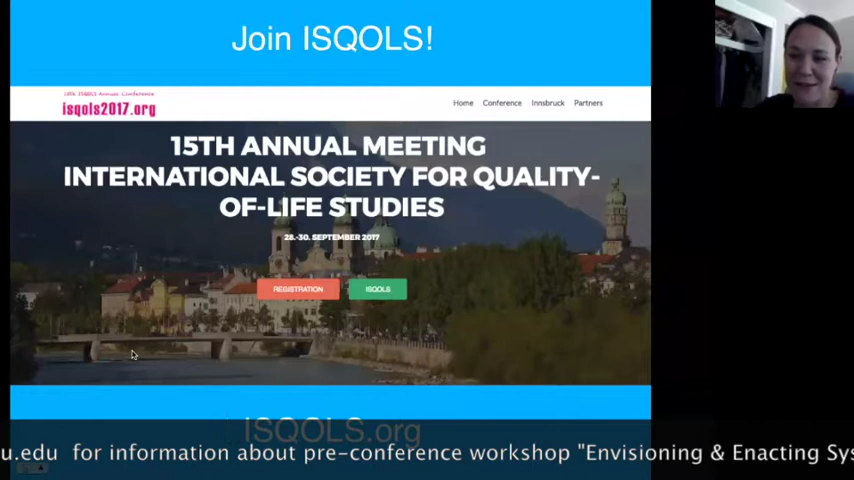 Join ISQOLS!
15th ISQOLS Annual Conference
isqols2017.org
Home Conference Innsbruck Partners
15TH ANNUAL MEETING
INTERNATIONAL SOCIETY FOR QUALITY-
OF-LIFE STUDIES
28.-30. SEPTEMBER 2017
REGISTRATION ISQOLS
ISQOLS.org
u.edu for information about pre-conference workshop "Envisioning & Enacting Sys